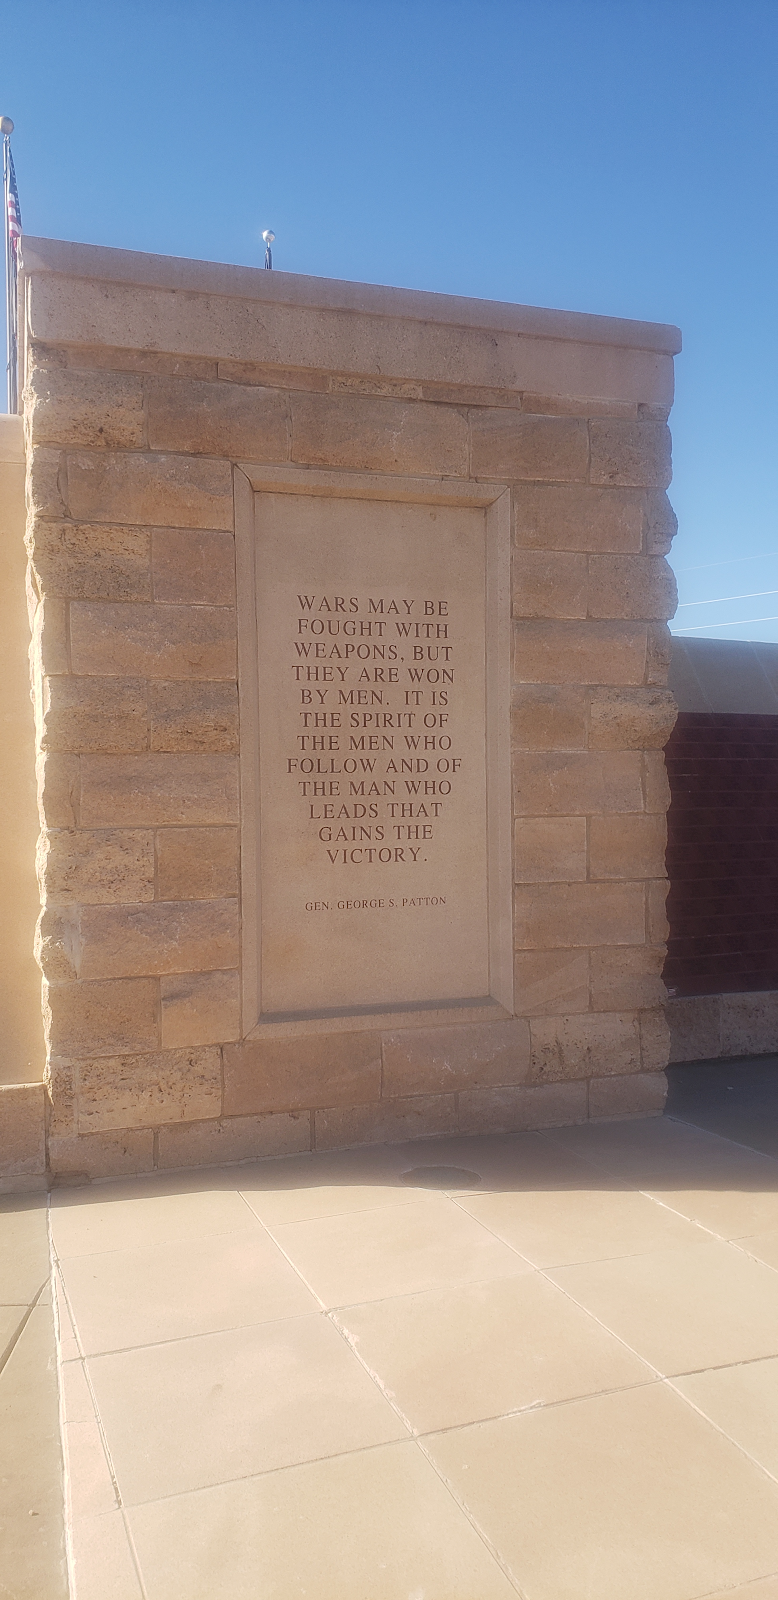 WARS MAY BE
FOUGHT WITH
WEAPONS, BUT
THEY ARE WON
BY MEN. IT IS
THE SPIRIT OF
THE MEN WHO
FOLLOW AND OF
THE MAN WHO
LEADS THAT
GAINS THE
VICTORY.
GEN. GEORGE S. PATTON